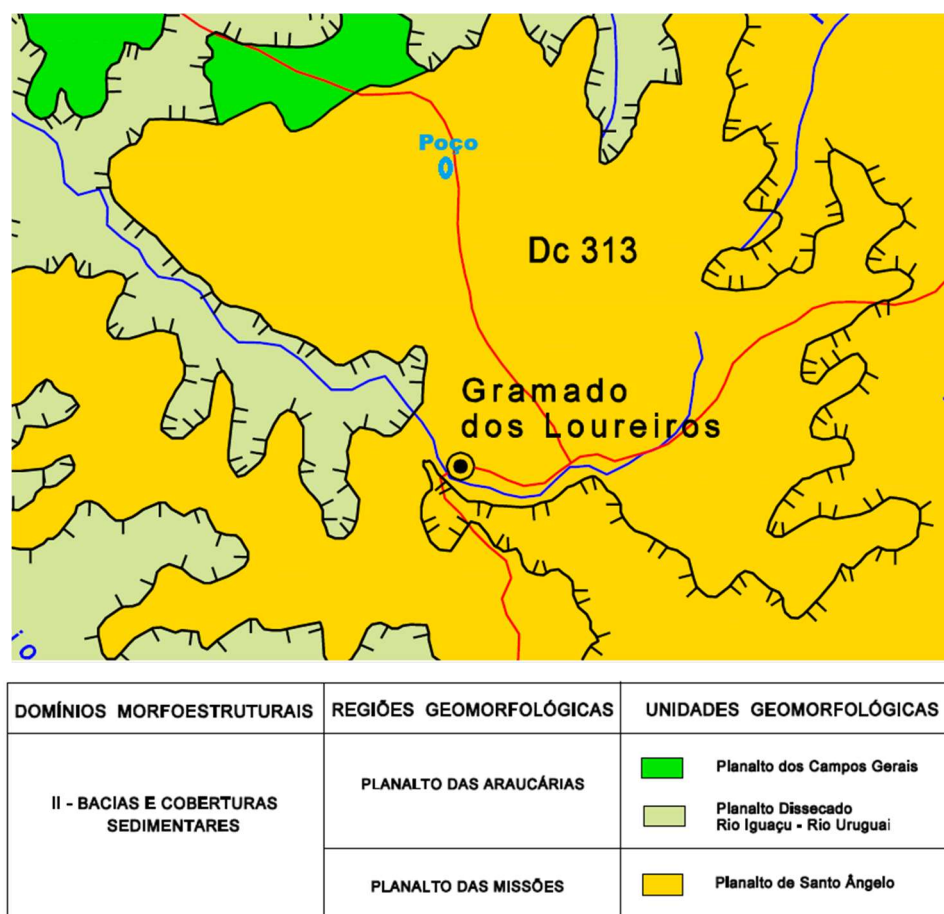 Poço
Dc 313
Gramado
dos Loureiros
io
DOMÍNIOS MORFOESTRUTURAIS
REGIÕES GEOMORFOLÓGICAS
UNIDADES GEOMORFOLÓGICAS
II - BACIAS E COBERTURAS
SEDIMENTARES
PLANALTO DAS ARAUCÁRIAS
Planalto dos Campos Gerais
Planalto Dissecado
Rio Iguaçu - Rio Uruguai
PLANALTO DAS MISSÕES
Planalto de Santo Ângelo